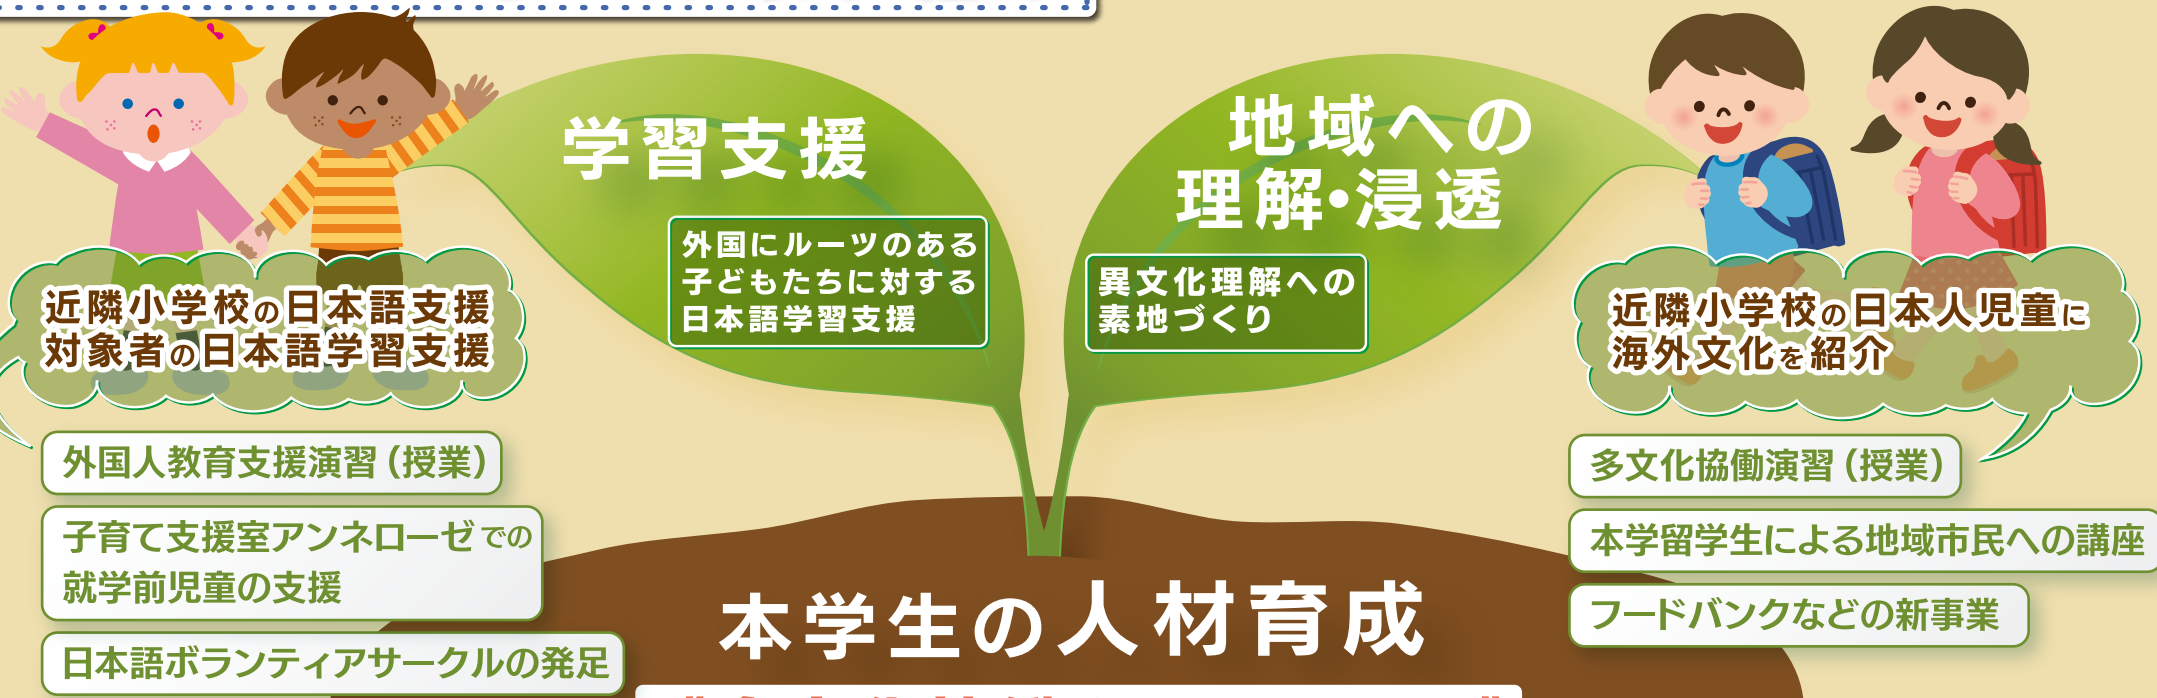 学習支援
外国にルーツのある
子どもたちに対する
日本語学習支援
地域への
理解・浸透
異文化理解への
素地づくり
近隣小学校の日本語支援
対象者の日本語学習支援
外国人教育支援演習（授業）
子育て支援室アンネローゼでの
就学前児童の支援
日本語ボランティアサークルの発足
近隣小学校の日本人児童に
海外文化を紹介
多文化協働演習（授業）
本学留学生による地域市民への講座
フードバンクなどの新事業
本学生の人材育成